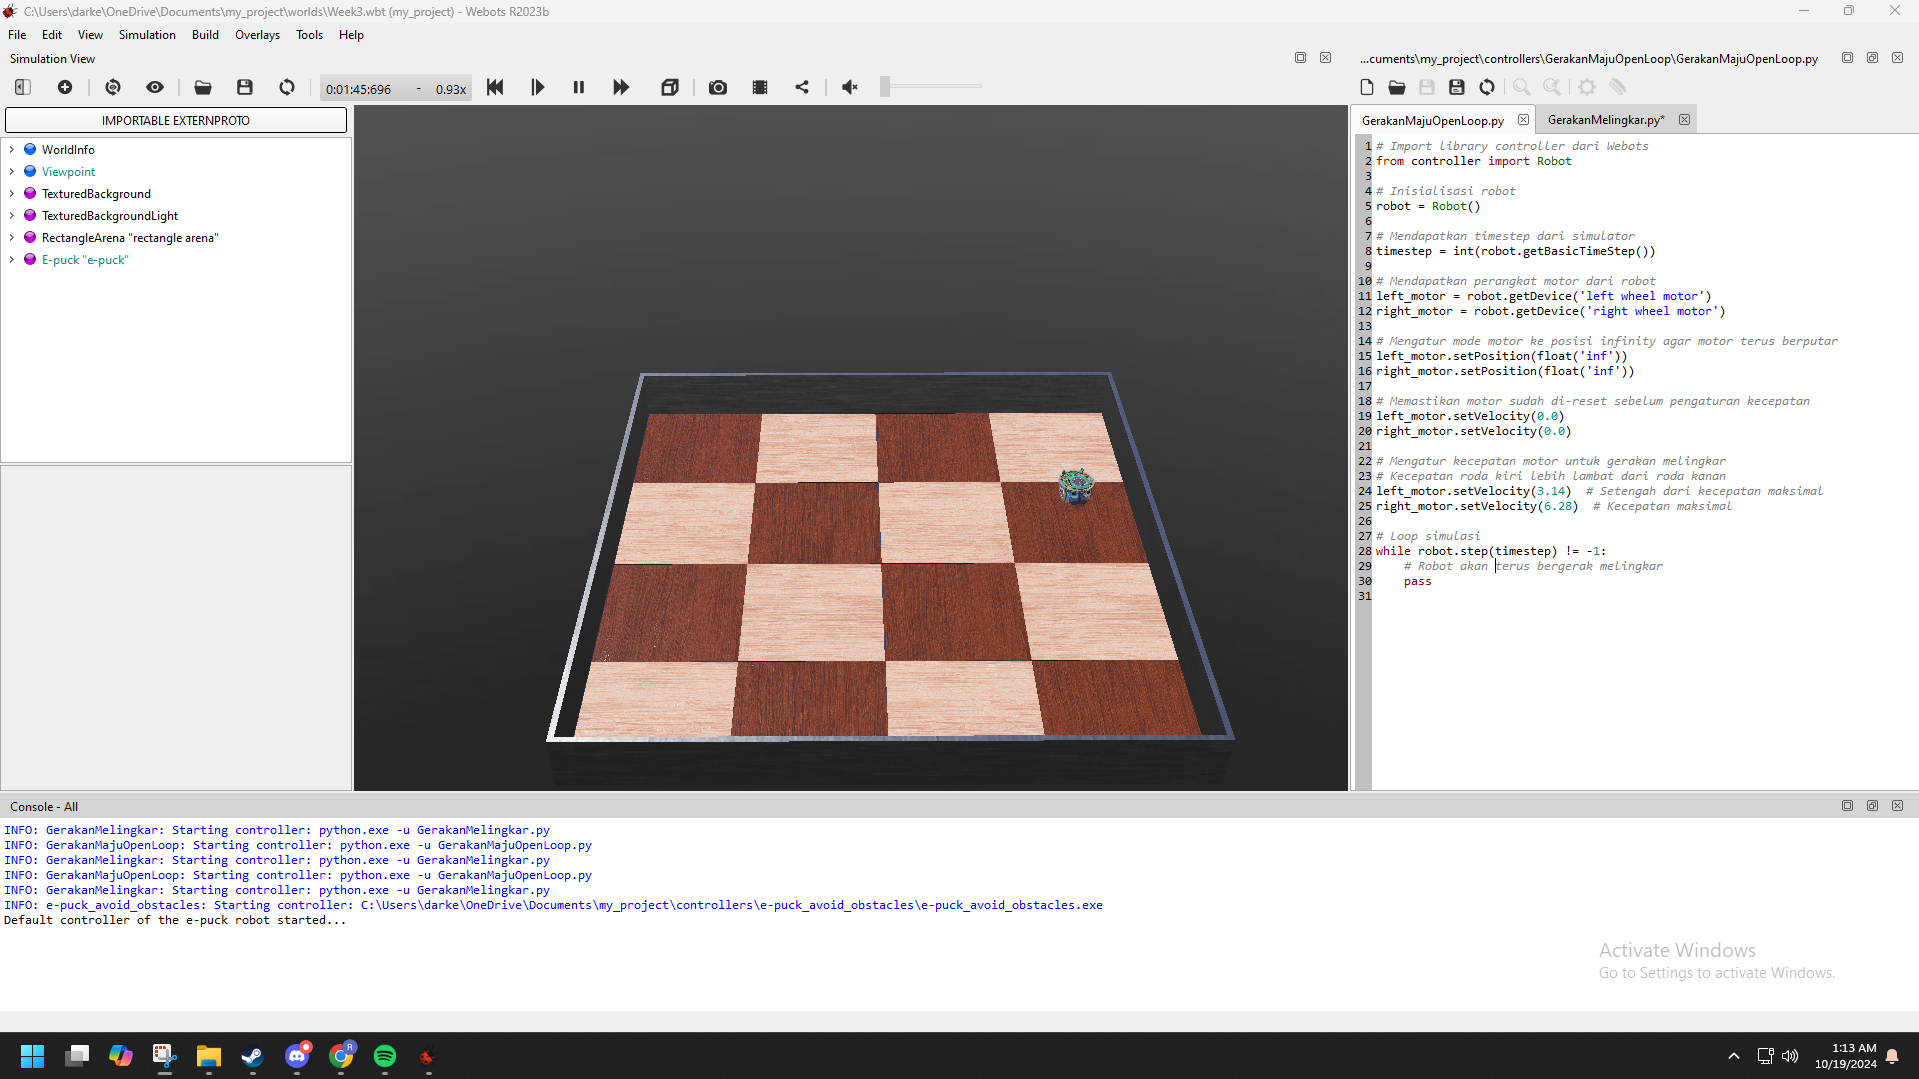 C:\Users\darke\OneDrive\Documents\my_project\worlds\Week3.wbt (my_project) - Webots R2023b
File Edit View Simulation Build Overlays Tools Help
Simulation View
...cuments\my_project\controllers\GerakanMajuOpenLoop\GerakanMajuOpenLoop.py
0:01:45:696 - 0.93x
IMPORTABLE EXTERNPROTO
WorldInfo
Viewpoint
TexturedBackground
TexturedBackgroundLight
RectangleArena "rectangle arena"
E-puck "e-puck"
GerakanMajuOpenLoop.py GerakanMelingkar.py*
1 # Import library controller dari Webots
2 from controller import Robot
3
4 # Inisialisasi robot
5 robot = Robot()
6
7 # Mendapatkan timestep dari simulator
8 timestep = int(robot.getBasicTimeStep())
9
10 # Mendapatkan perangkat motor dari robot
11 left_motor = robot.getDevice('left wheel motor')
12 right_motor = robot.getDevice('right wheel motor')
13
14 # Mengatur mode motor ke posisi infinity agar motor terus berputar
15 left_motor.setPosition(float('inf'))
16 right_motor.setPosition(float('inf'))
17
18 # Memastikan motor sudah di-reset sebelum pengaturan kecepatan
19 left_motor.setVelocity(0.0)
20 right_motor.setVelocity(0.0)
21
22 # Mengatur kecepatan motor untuk gerakan melingkar
23 # Kecepatan roda kiri lebih lambat dari roda kanan
24 left_motor.setVelocity(3.14)  # Setengah dari kecepatan maksimal
25 right_motor.setVelocity(6.28)  # Kecepatan maksimal
26
27 # Loop simulasi
28 while robot.step(timestep) != -1:
29     # Robot akan terus bergerak melingkar
30     pass
31
Console - All
INFO: GerakanMelingkar: Starting controller: python.exe -u GerakanMelingkar.py
INFO: GerakanMajuOpenLoop: Starting controller: python.exe -u GerakanMajuOpenLoop.py
INFO: GerakanMelingkar: Starting controller: python.exe -u GerakanMelingkar.py
INFO: GerakanMajuOpenLoop: Starting controller: python.exe -u GerakanMajuOpenLoop.py
INFO: GerakanMelingkar: Starting controller: python.exe -u GerakanMelingkar.py
INFO: e-puck_avoid_obstacles: Starting controller: C:\Users\darke\OneDrive\Documents\my_project\controllers\e-puck_avoid_obstacles\e-puck_avoid_obstacles.exe
Default controller of the e-puck robot started...
Activate Windows
Go to Settings to activate Windows.
R
1:13 AM
10/19/2024